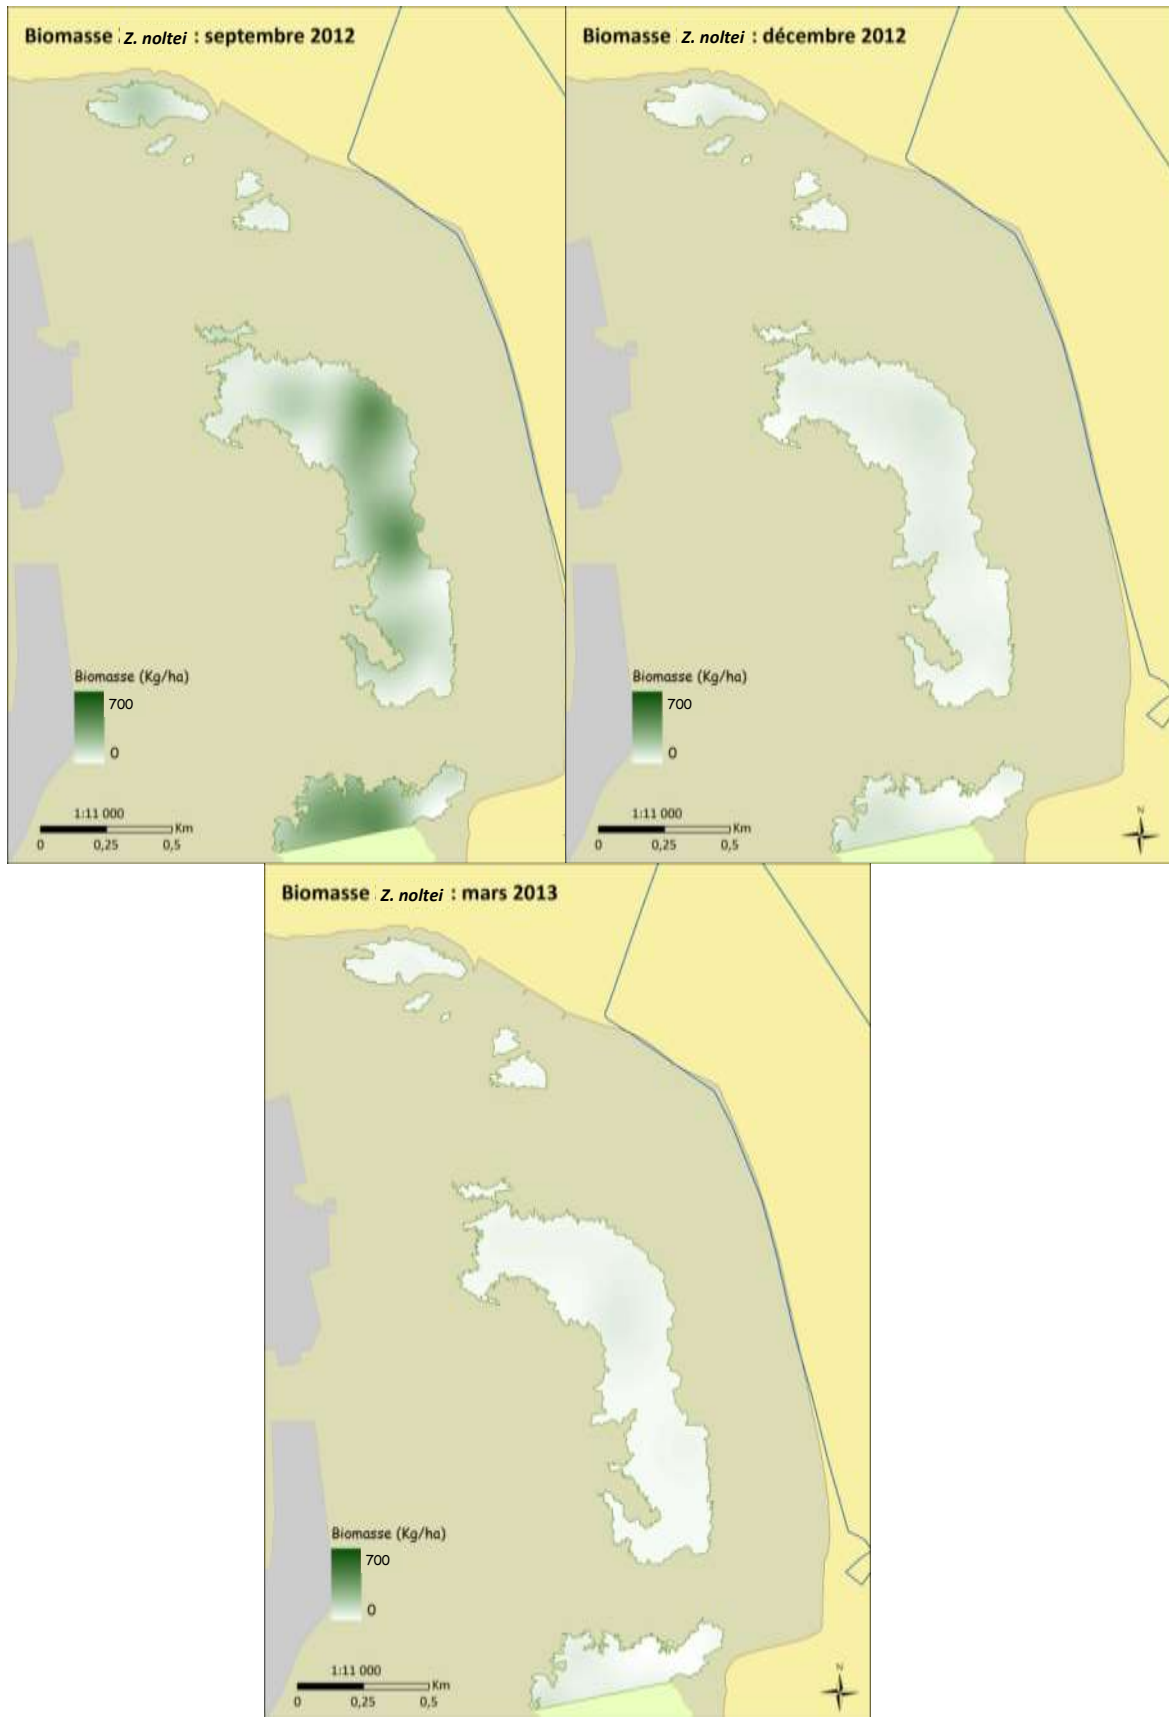 Biomasse Z. noltei : septembre 2012
Biomasse (Kg/ha)
700
0
1:11 000
Km
0 0,25 0,5
Biomasse Z. noltei : décembre 2012
Biomasse (Kg/ha)
700
0
1:11 000
Km
0 0,25 0,5
N
Biomasse Z. noltei : mars 2013
Biomasse (Kg/ha)
700
0
1:11 000
Km
0 0,25 0,5
N